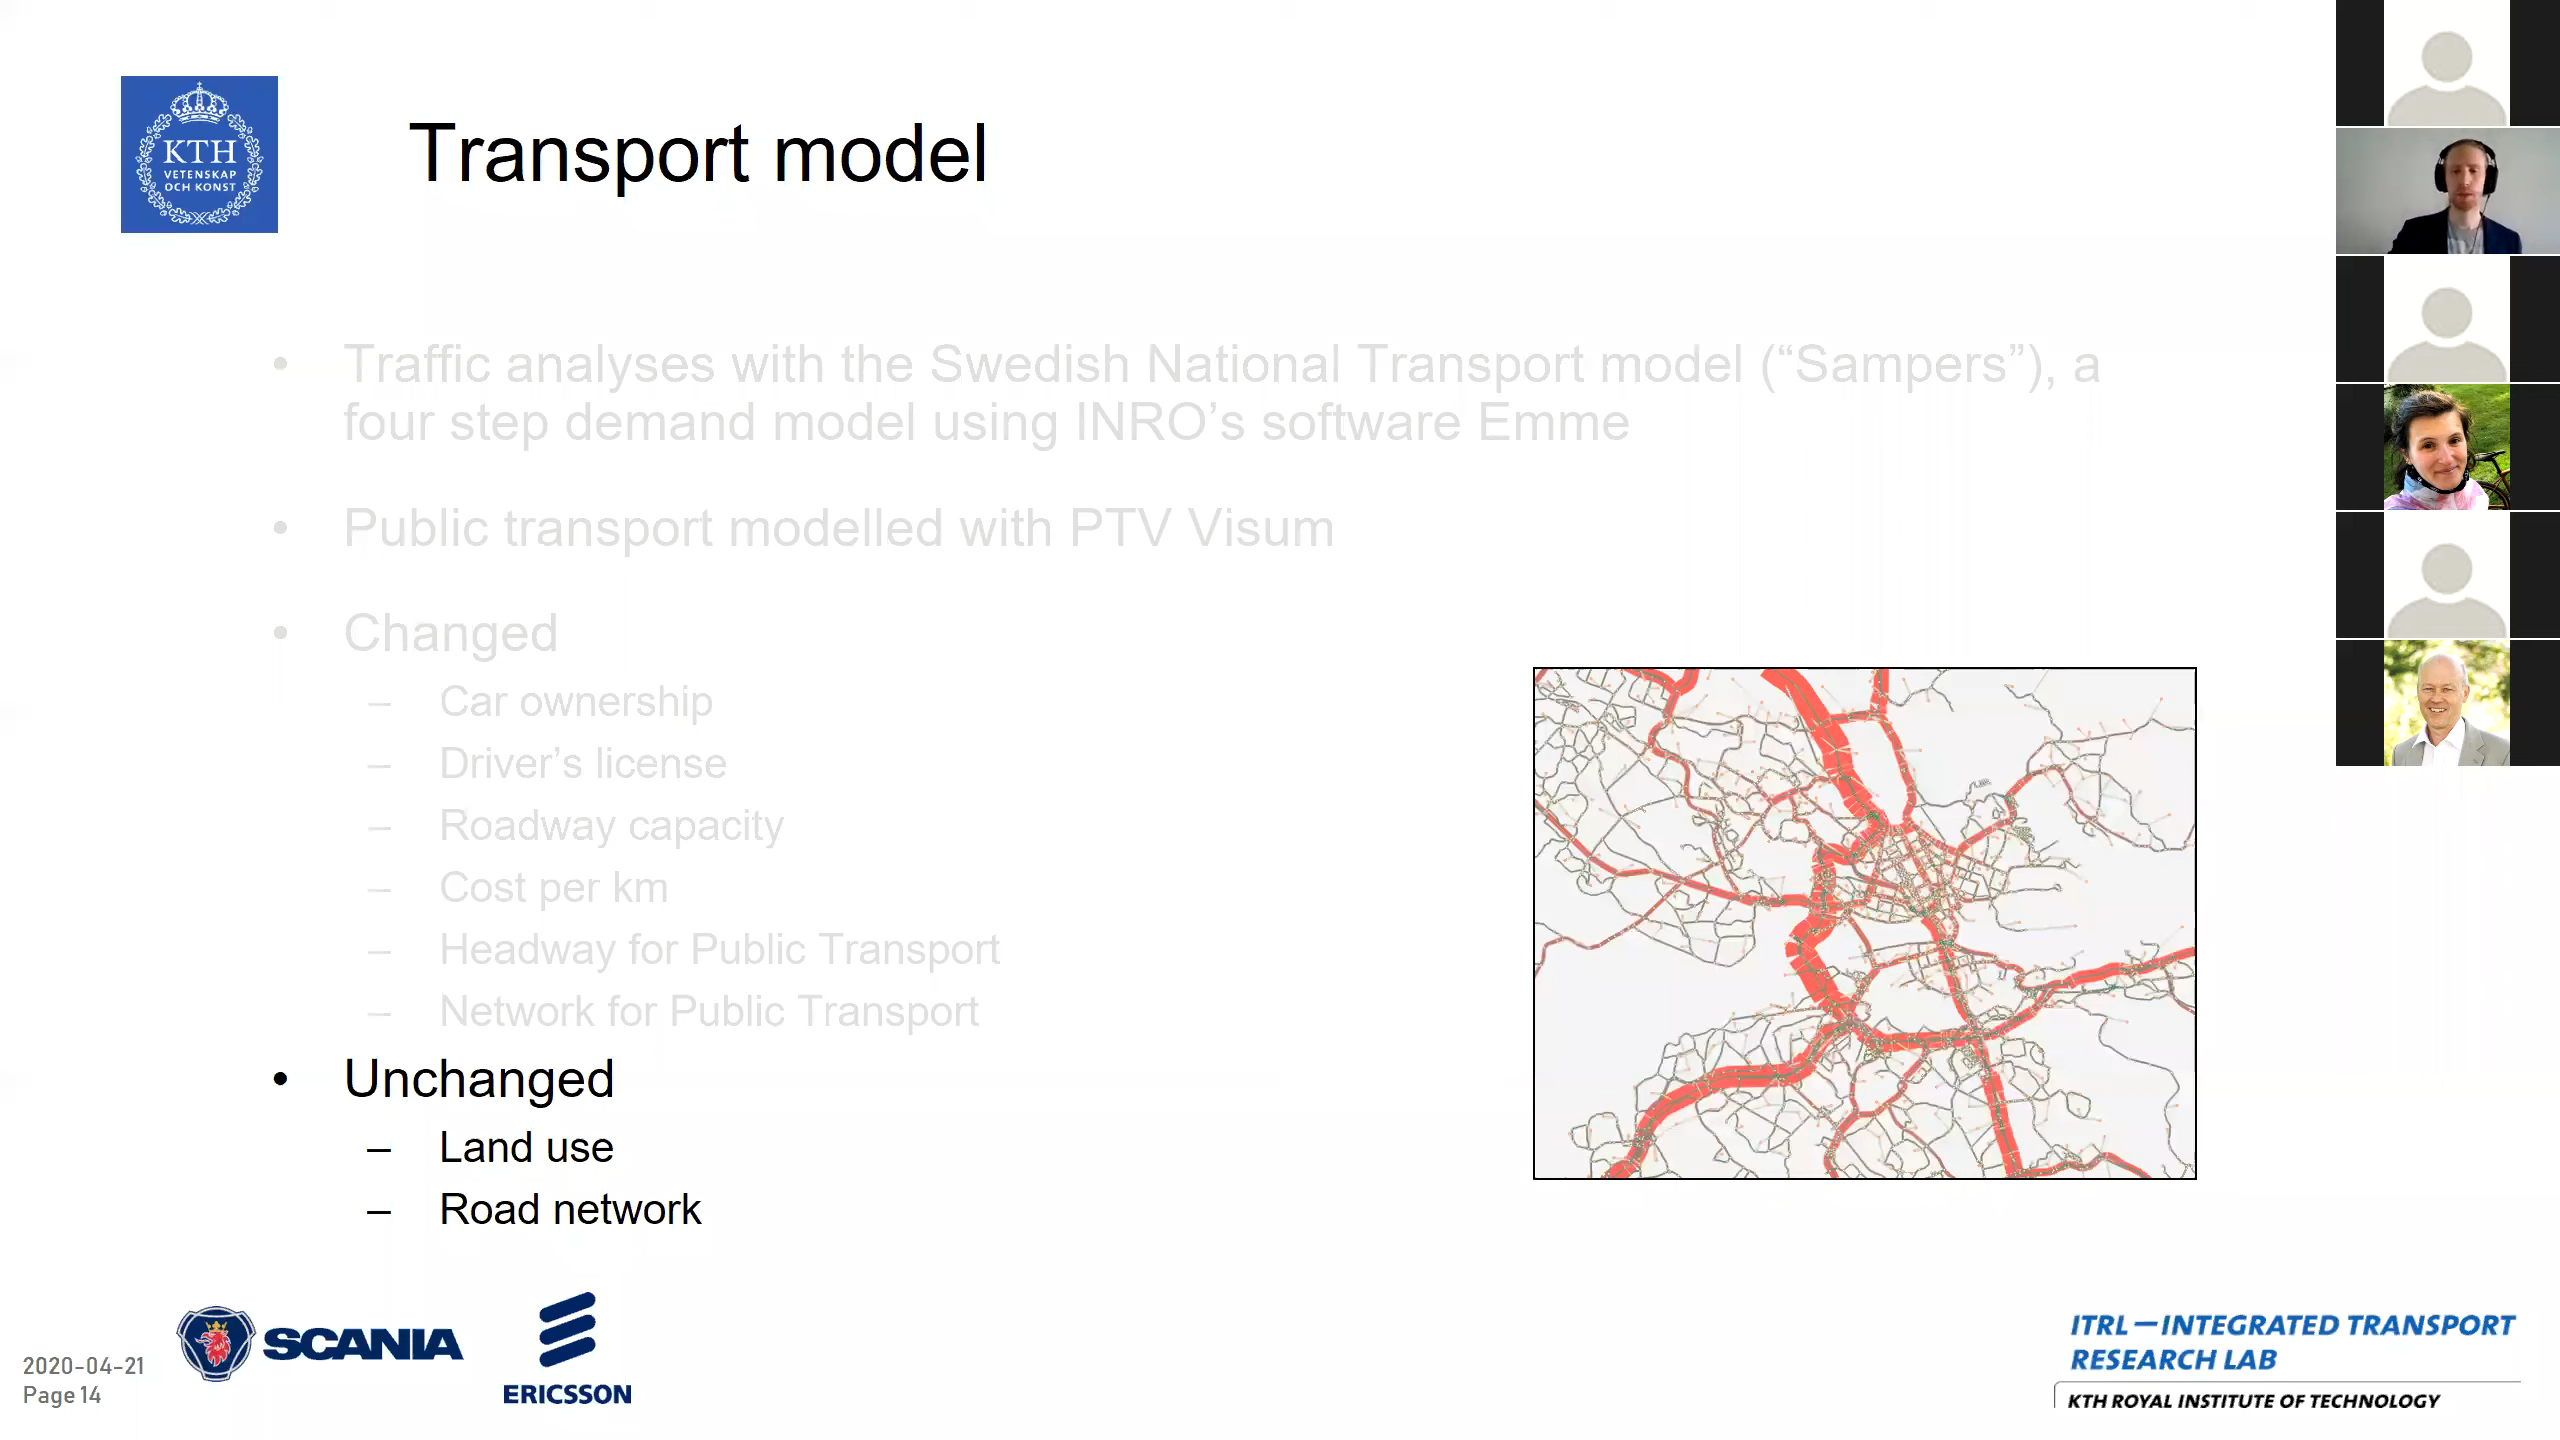 KTH
VETENSKAP
OCH KONST
Transport model
• Traffic analyses with the Swedish National Transport model (“Sampers”), a
four step demand model using INRO’s software Emme
• Public transport modelled with PTV Visum
• Changed
– Car ownership
– Driver’s license
– Roadway capacity
– Cost per km
– Headway for Public Transport
– Network for Public Transport
• Unchanged
– Land use
– Road network
2020-04-21
Page 14
SCANIA
ERICSSON
ITRL – INTEGRATED TRANSPORT
RESEARCH LAB
KTH ROYAL INSTITUTE OF TECHNOLOGY